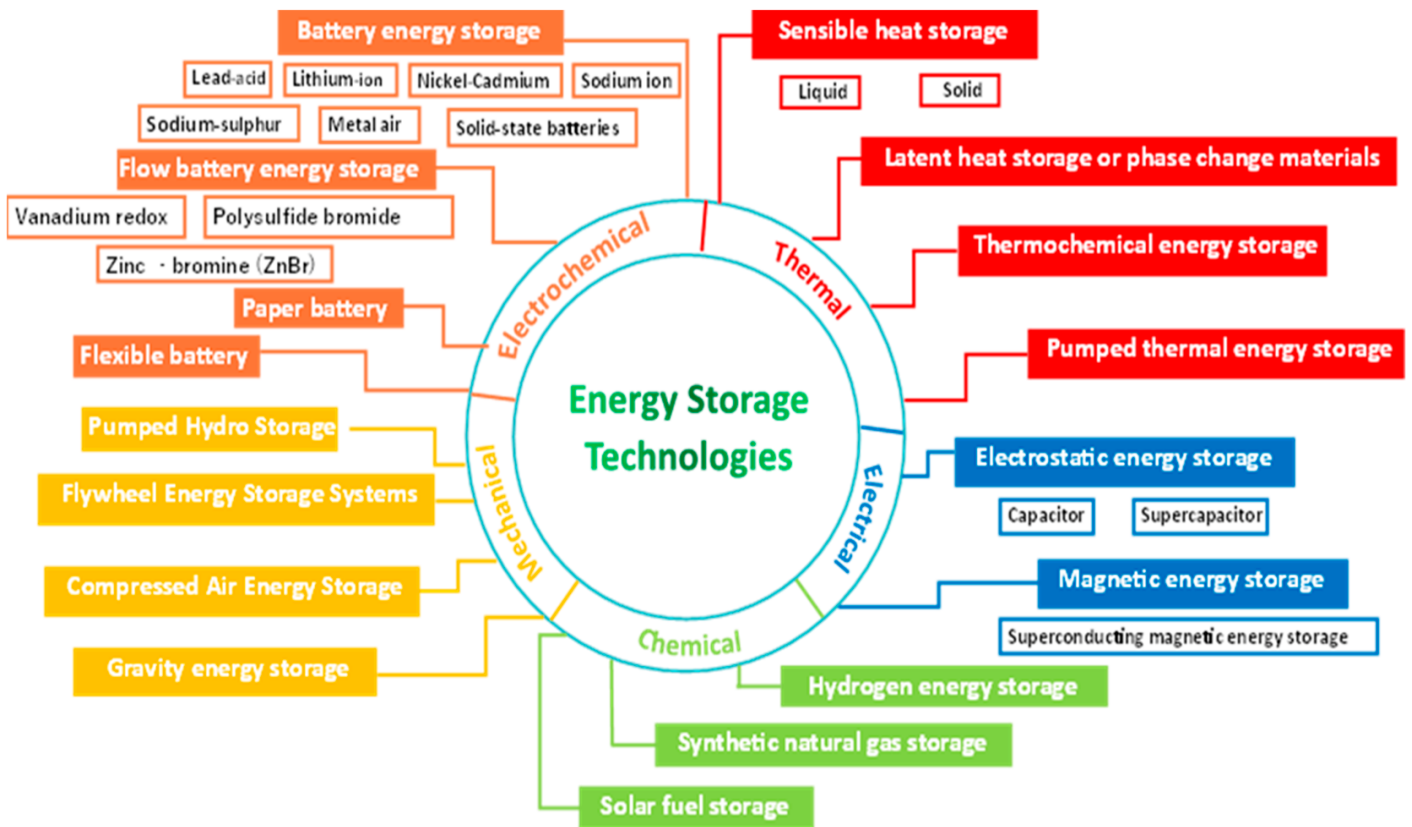 Battery energy storage
Lead-acid
Lithium-ion
Nickel-Cadmium
Sodium ion
Sodium-sulphur
Metal air
Solid-state batteries
Flow battery energy storage
Vanadium redox
Polysulfide bromide
Zinc - bromine (ZnBr)
Paper battery
Flexible battery
Pumped Hydro Storage
Flywheel Energy Storage Systems
Compressed Air Energy Storage
Gravity energy storage
Electrochemical
Mechanical
Energy Storage
Technologies
Thermal
Electrical
Chemical
Sensible heat storage
Liquid
Solid
Latent heat storage or phase change materials
Thermochemical energy storage
Pumped thermal energy storage
Electrostatic energy storage
Capacitor
Supercapacitor
Magnetic energy storage
Superconducting magnetic energy storage
Hydrogen energy storage
Synthetic natural gas storage
Solar fuel storage